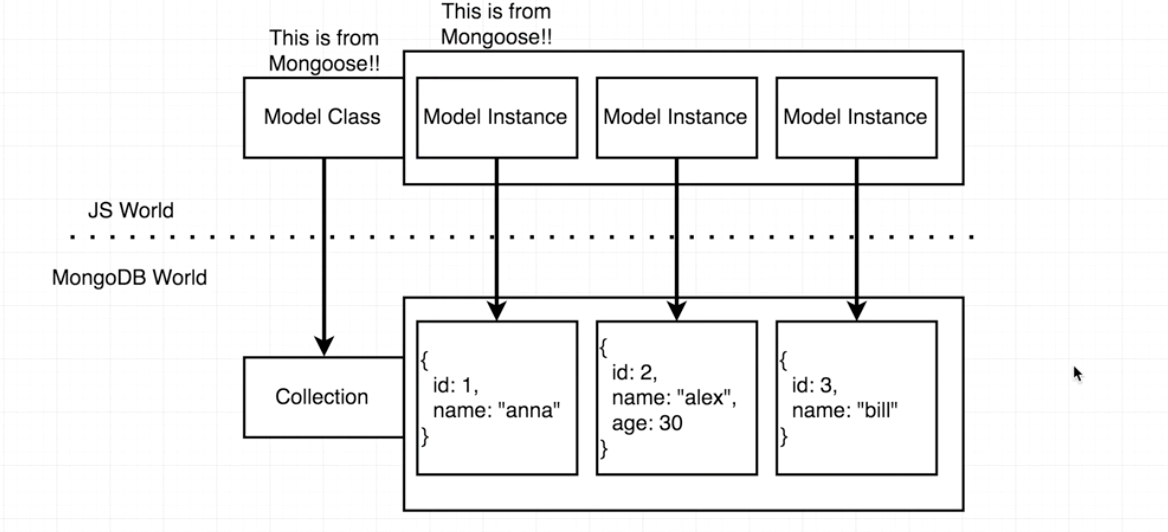 This is from
Mongoose!!
This is from
Mongoose!!
Model Class
Model Instance
Model Instance
Model Instance
JS World
MongoDB World
Collection
{
id: 1,
name: "anna"
}
{
id: 2,
name: "alex",
age: 30
}
{
id: 3,
name: "bill"
}